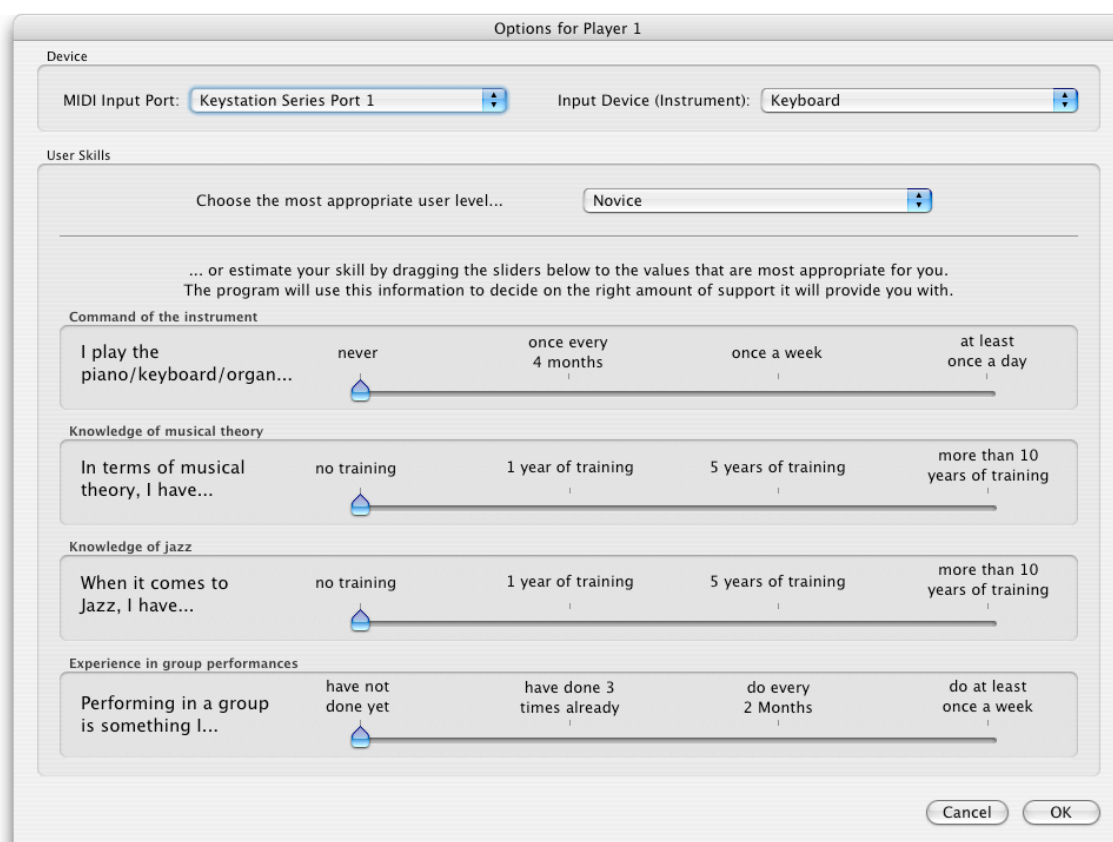 Options for Player 1
Device
MIDI Input Port: Keystation Series Port 1 Input Device (Instrument): Keyboard
User Skills
Choose the most appropriate user level... Novice
... or estimate your skill by dragging the sliders below to the values that are most appropriate for you.
The program will use this information to decide on the right amount of support it will provide you with.
Command of the instrument
I play the
piano/keyboard/organ...
never
once every
4 months
once a week
at least
once a day
Knowledge of musical theory
In terms of musical
theory, I have...
no training
1 year of training
5 years of training
more than 10
years of training
Knowledge of jazz
When it comes to
Jazz, I have...
no training
1 year of training
5 years of training
more than 10
years of training
Experience in group performances
Performing in a group
is something I...
have not
done yet
have done 3
times already
do every
2 Months
do at least
once a week
Cancel OK